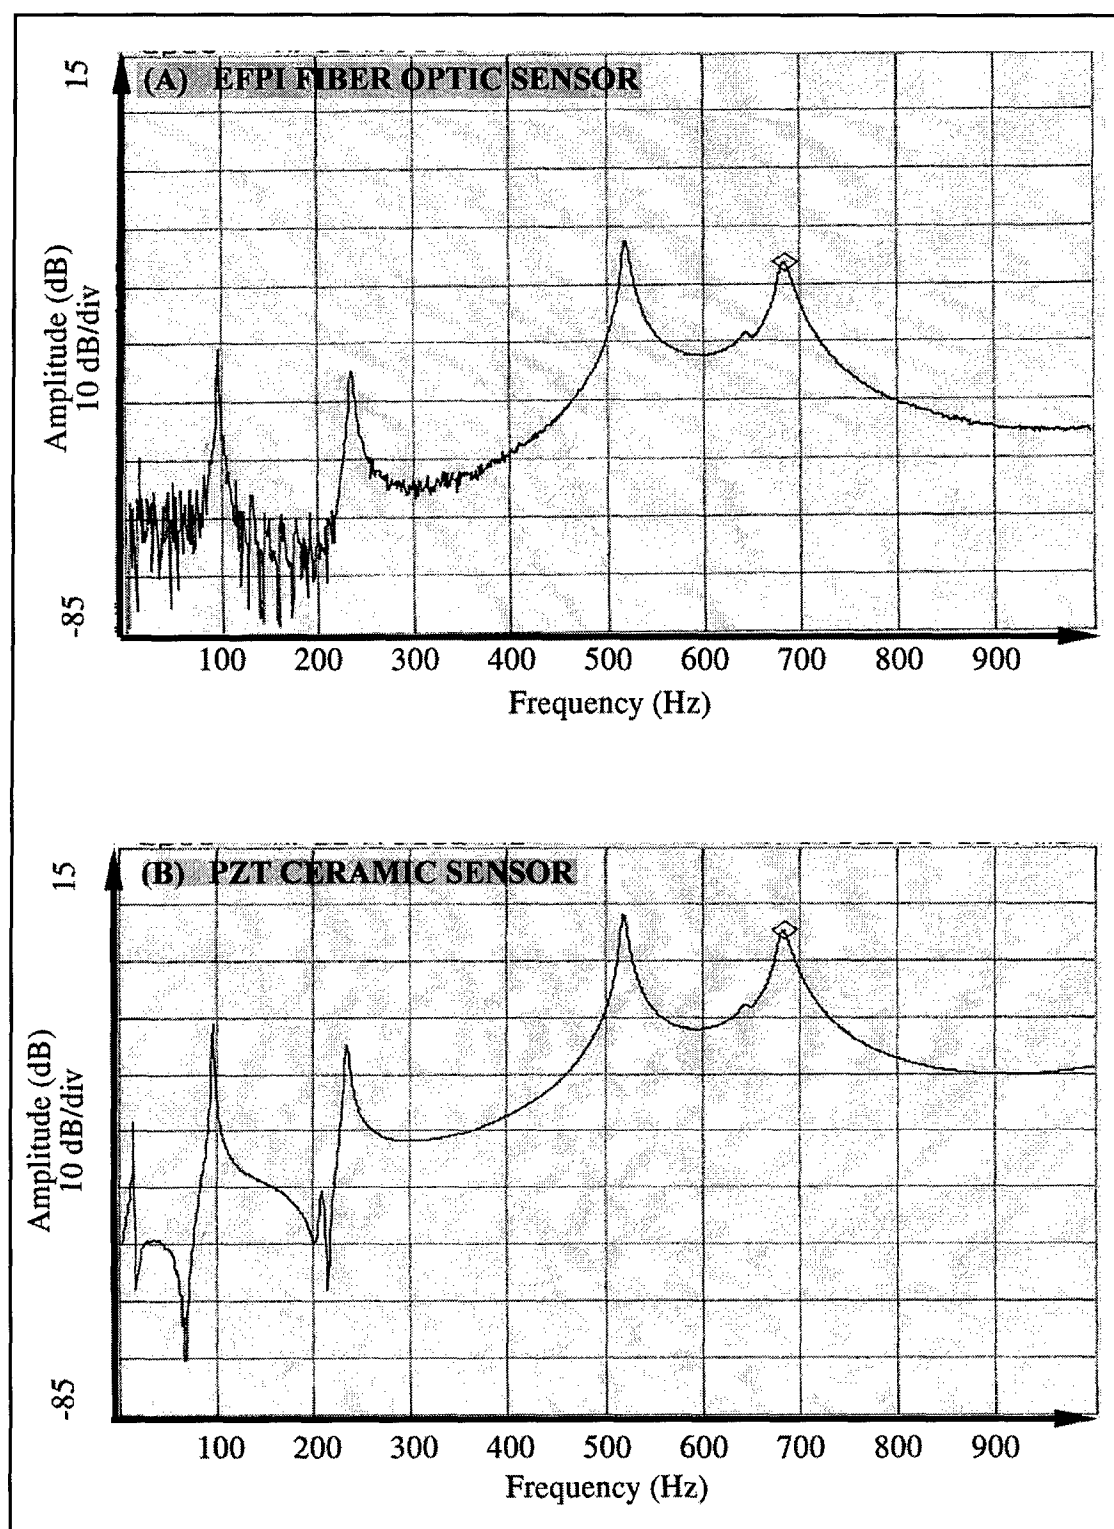 15
(A) EFPI FIBER OPTIC SENSOR
Amplitude (dB)
10 dB/div
-85
100 200 300 400 500 600 700 800 900
Frequency (Hz)
15
(B) PZT CERAMIC SENSOR
Amplitude (dB)
10 dB/div
-85
100 200 300 400 500 600 700 800 900
Frequency (Hz)